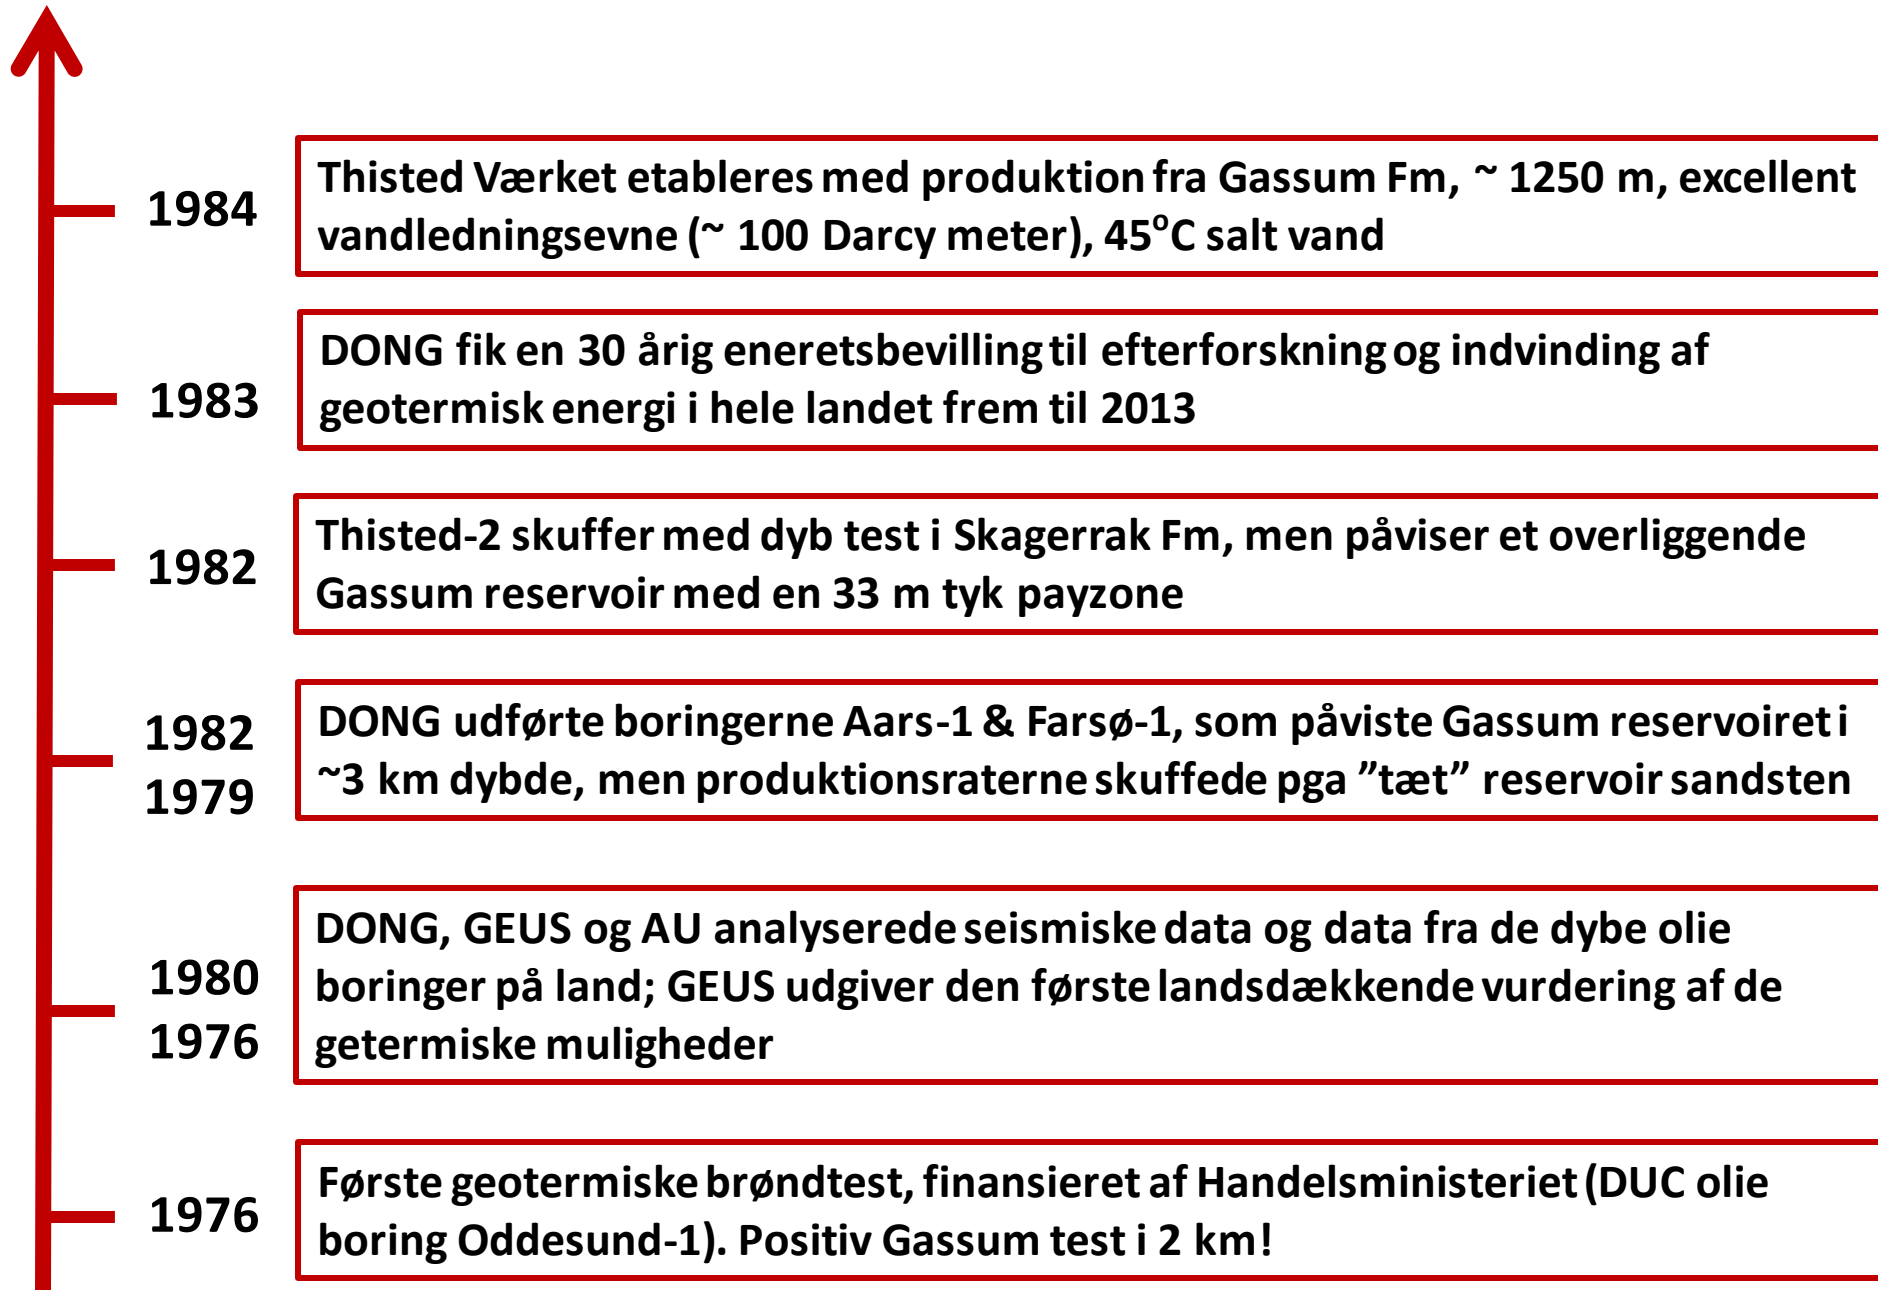 1984
Thisted Værket etableres med produktion fra Gassum Fm, ~ 1250 m, excellent
vandledningsevne (~ 100 Darcy meter), 45°C salt vand
1983
DONG fik en 30 årig eneretsbevilling til efterforskning og indvinding af
geotermisk energi i hele landet frem til 2013
1982
Thisted-2 skuffer med dyb test i Skagerrak Fm, men påviser et overliggende
Gassum reservoir med en 33 m tyk payzone
1982
1979
DONG udførte boringerne Aars-1 & Farsø-1, som påviste Gassum reservoiret i
~3 km dybde, men produktionsraterne skuffede pga ”tæt” reservoir sandsten
1980
1976
DONG, GEUS og AU analyserede seismiske data og data fra de dybe olie
boringer på land; GEUS udgiver den første landsdækkende vurdering af de
getermiske muligheder
1976
Første geotermiske brøndtest, finansieret af Handelsministeriet (DUC olie
boring Oddesund-1). Positiv Gassum test i 2 km!